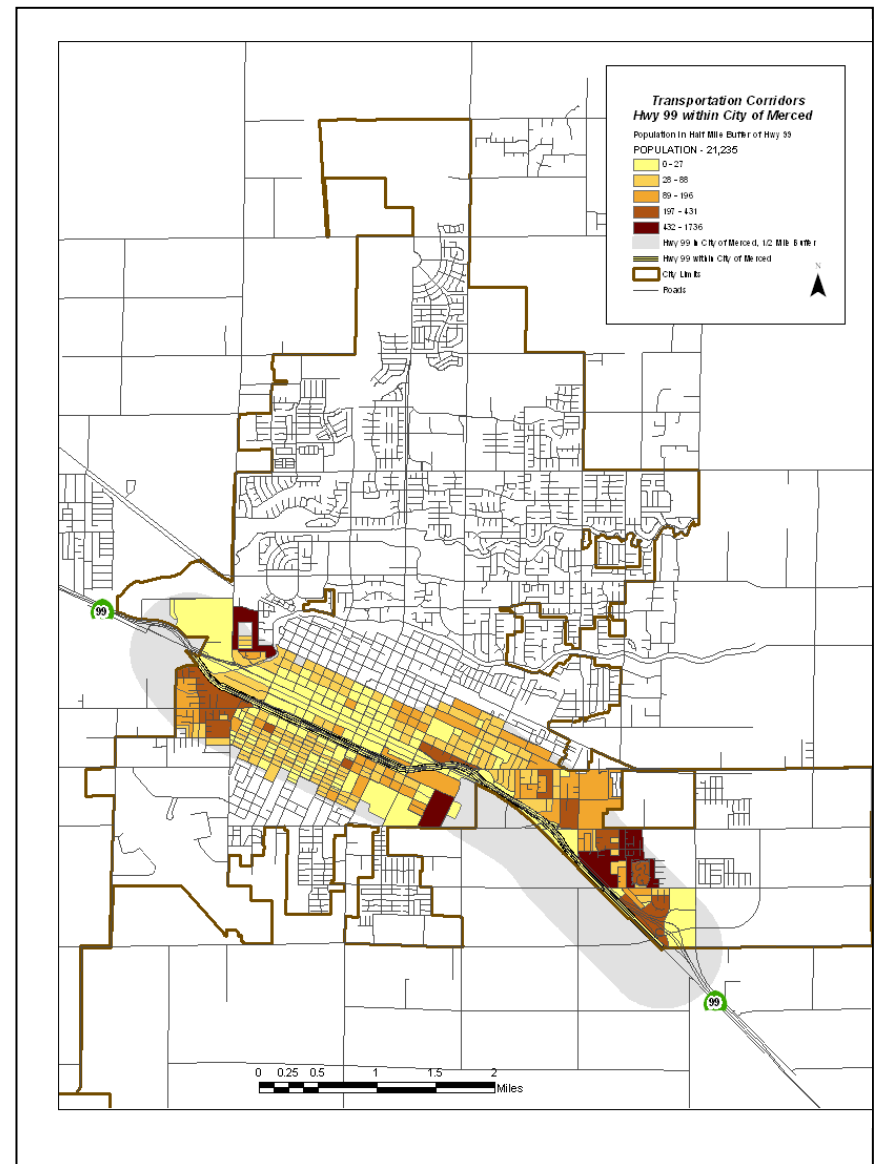 Transportation Corridors
Hwy 99 within City of Merced
Population in Half Mile Buffer of Hwy 99
POPULATION - 21,235
0 - 27
28 - 88
89 - 196
197 - 431
432 - 1736
Hwy 99 in City of Merced, 1/2 Mile Buffer
Hwy 99 within City of Merced
City Limits
N
Roads
99
99
0 0.25 0.5 1 1.5 2
Miles